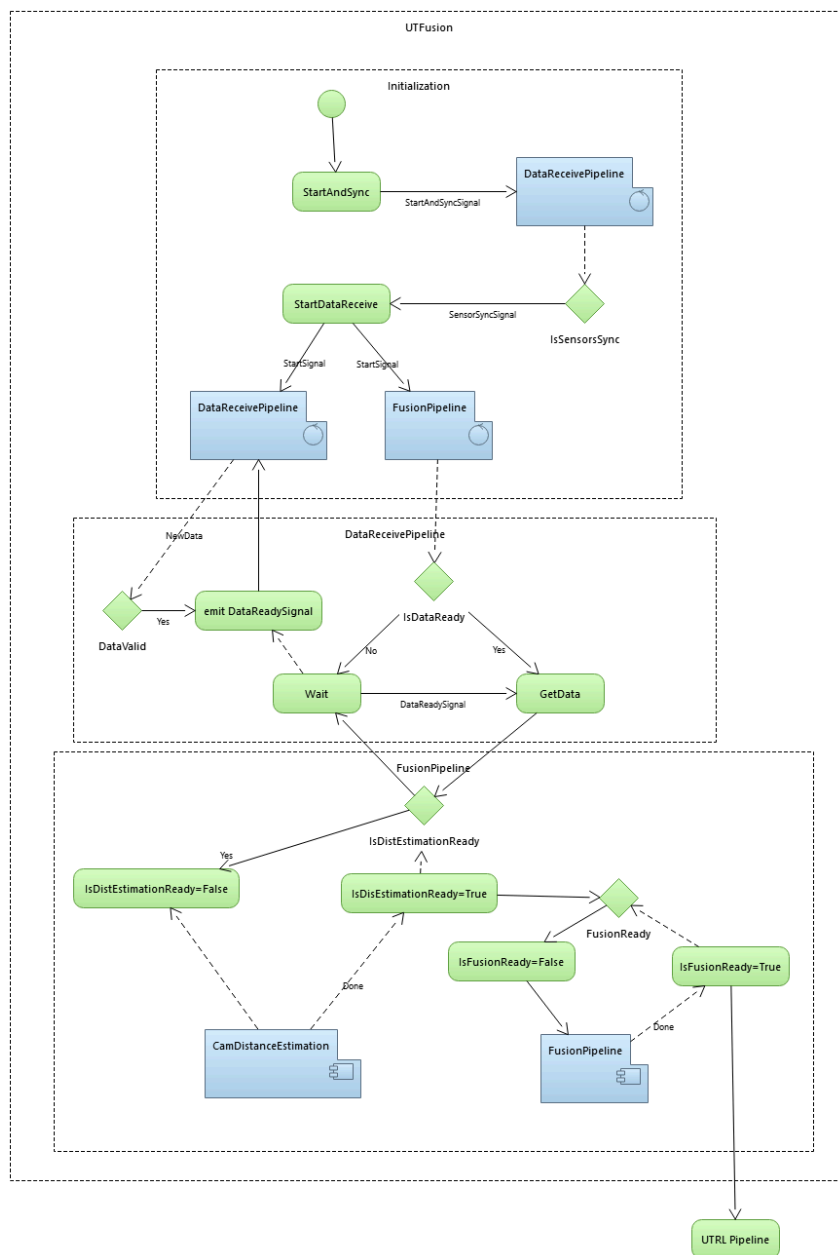 UTFusion
Initialization
DataReceivePipeline
StartAndSync
StartAndSyncSignal
StartDataReceive
SensorSyncSignal
IsSensorsSync
StartSignal
StartSignal
DataReceivePipeline
FusionPipeline
NewData
DataReceivePipeline
emit DataReadySignal
IsDataReady
Yes
DataValid
No
Yes
Wait
GetData
DataReadySignal
FusionPipeline
IsDistEstimationReady
Yes
IsDistEstimationReady=False
IsDisEstimationReady=True
FusionReady
IsFusionReady=False
IsFusionReady=True
Done
Done
CamDistanceEstimation
FusionPipeline
UTRL Pipeline